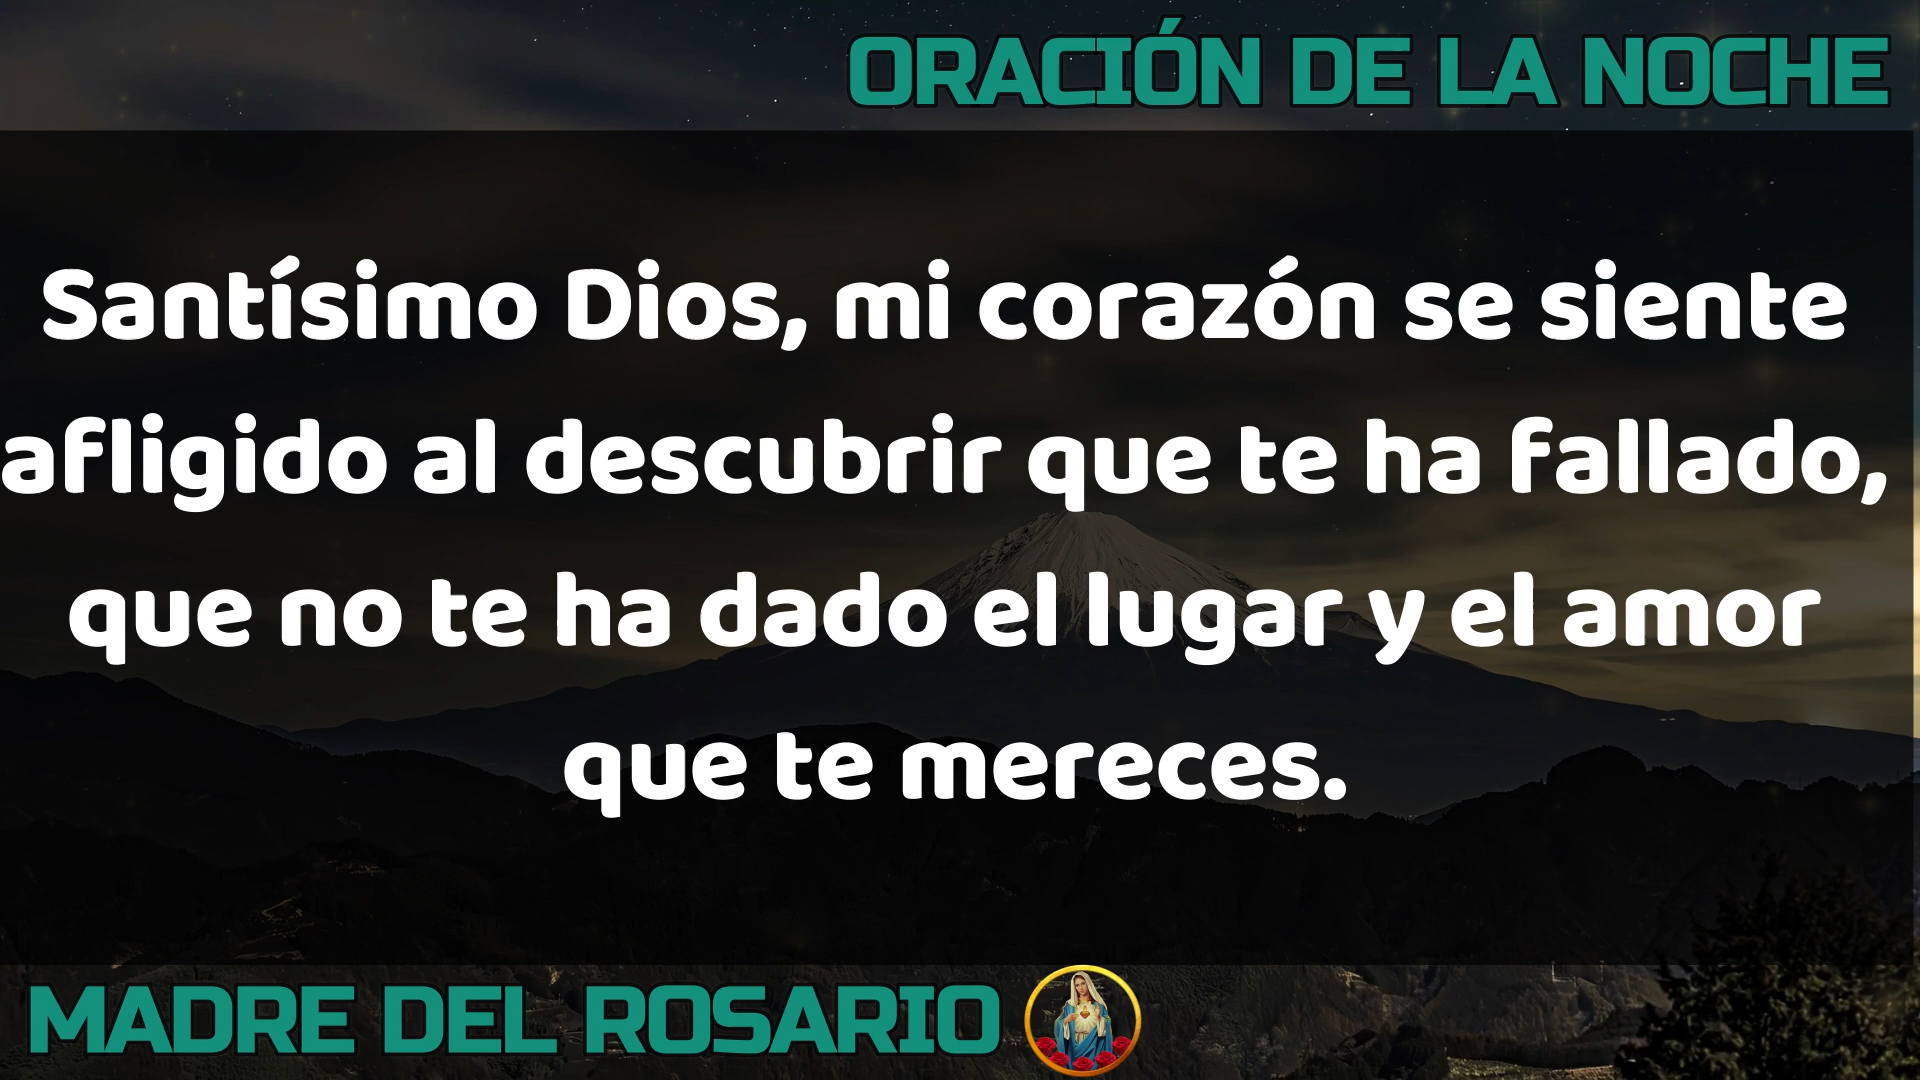 ORACIÓN DE LA NOCHE
Santísimo Dios, mi corazón se siente
afligido al descubrir que te ha fallado,
que no te ha dado el lugar y el amor
que te mereces.
MADRE DEL ROSARIO